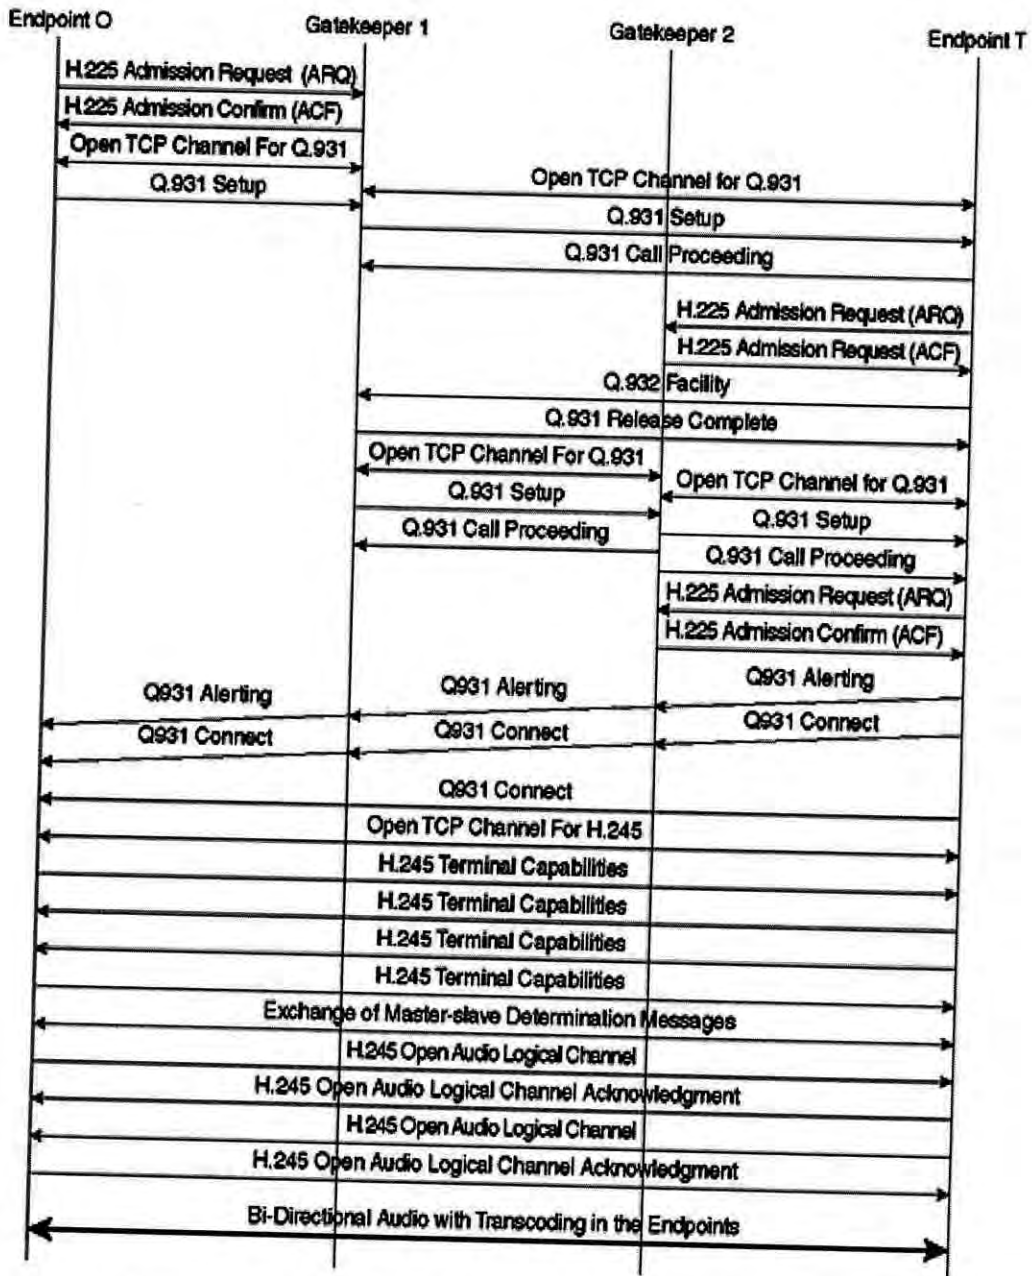 Endpoint O
Gatekeeper 1
Gatekeeper 2
Endpoint T
H.225 Admission Request (ARQ)
H.225 Admission Confirm (ACF)
Open TCP Channel For Q.931
Q.931 Setup
Open TCP Channel for Q.931
Q.931 Setup
Q.931 Call Proceeding
H.225 Admission Request (ARQ)
H.225 Admission Request (ACF)
Q.932 Facility
Q.931 Release Complete
Open TCP Channel For Q.931
Open TCP Channel for Q.931
Q.931 Setup
Q.931 Setup
Q.931 Call Proceeding
Q.931 Call Proceeding
H.225 Admission Request (ARQ)
H.225 Admission Confirm (ACF)
Q931 Alerting
Q931 Alerting
Q931 Alerting
Q931 Connect
Q931 Connect
Q931 Connect
Q931 Connect
Open TCP Channel For H.245
H.245 Terminal Capabilities
H.245 Terminal Capabilities
H.245 Terminal Capabilities
H.245 Terminal Capabilities
Exchange of Master-slave Determination Messages
H.245 Open Audio Logical Channel
H.245 Open Audio Logical Channel Acknowledgment
H.245 Open Audio Logical Channel
H.245 Open Audio Logical Channel Acknowledgment
Bi-Directional Audio with Transcoding in the Endpoints